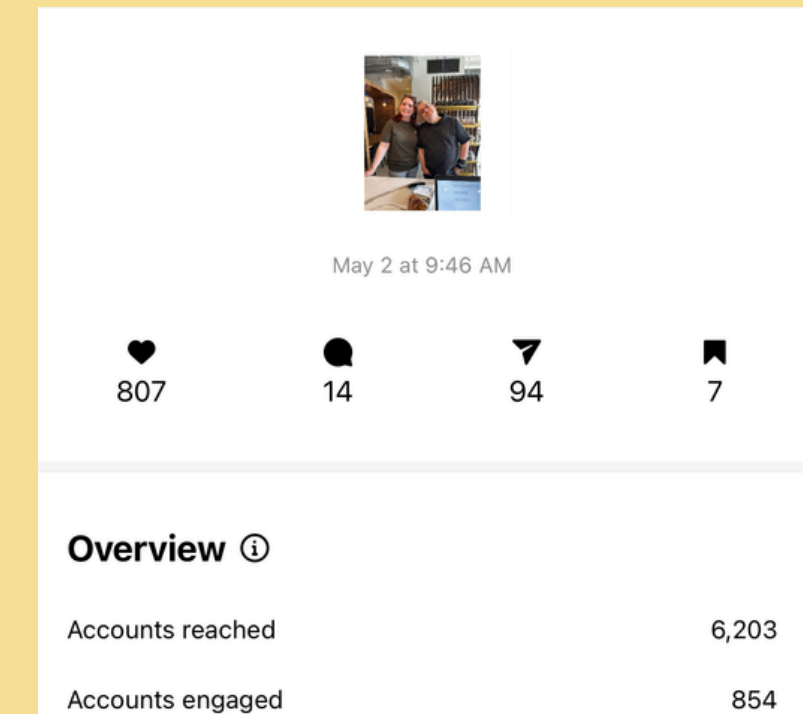 May 2 at 9:46 AM
807 14 94 7
Overview
Accounts reached 6,203
Accounts engaged 854